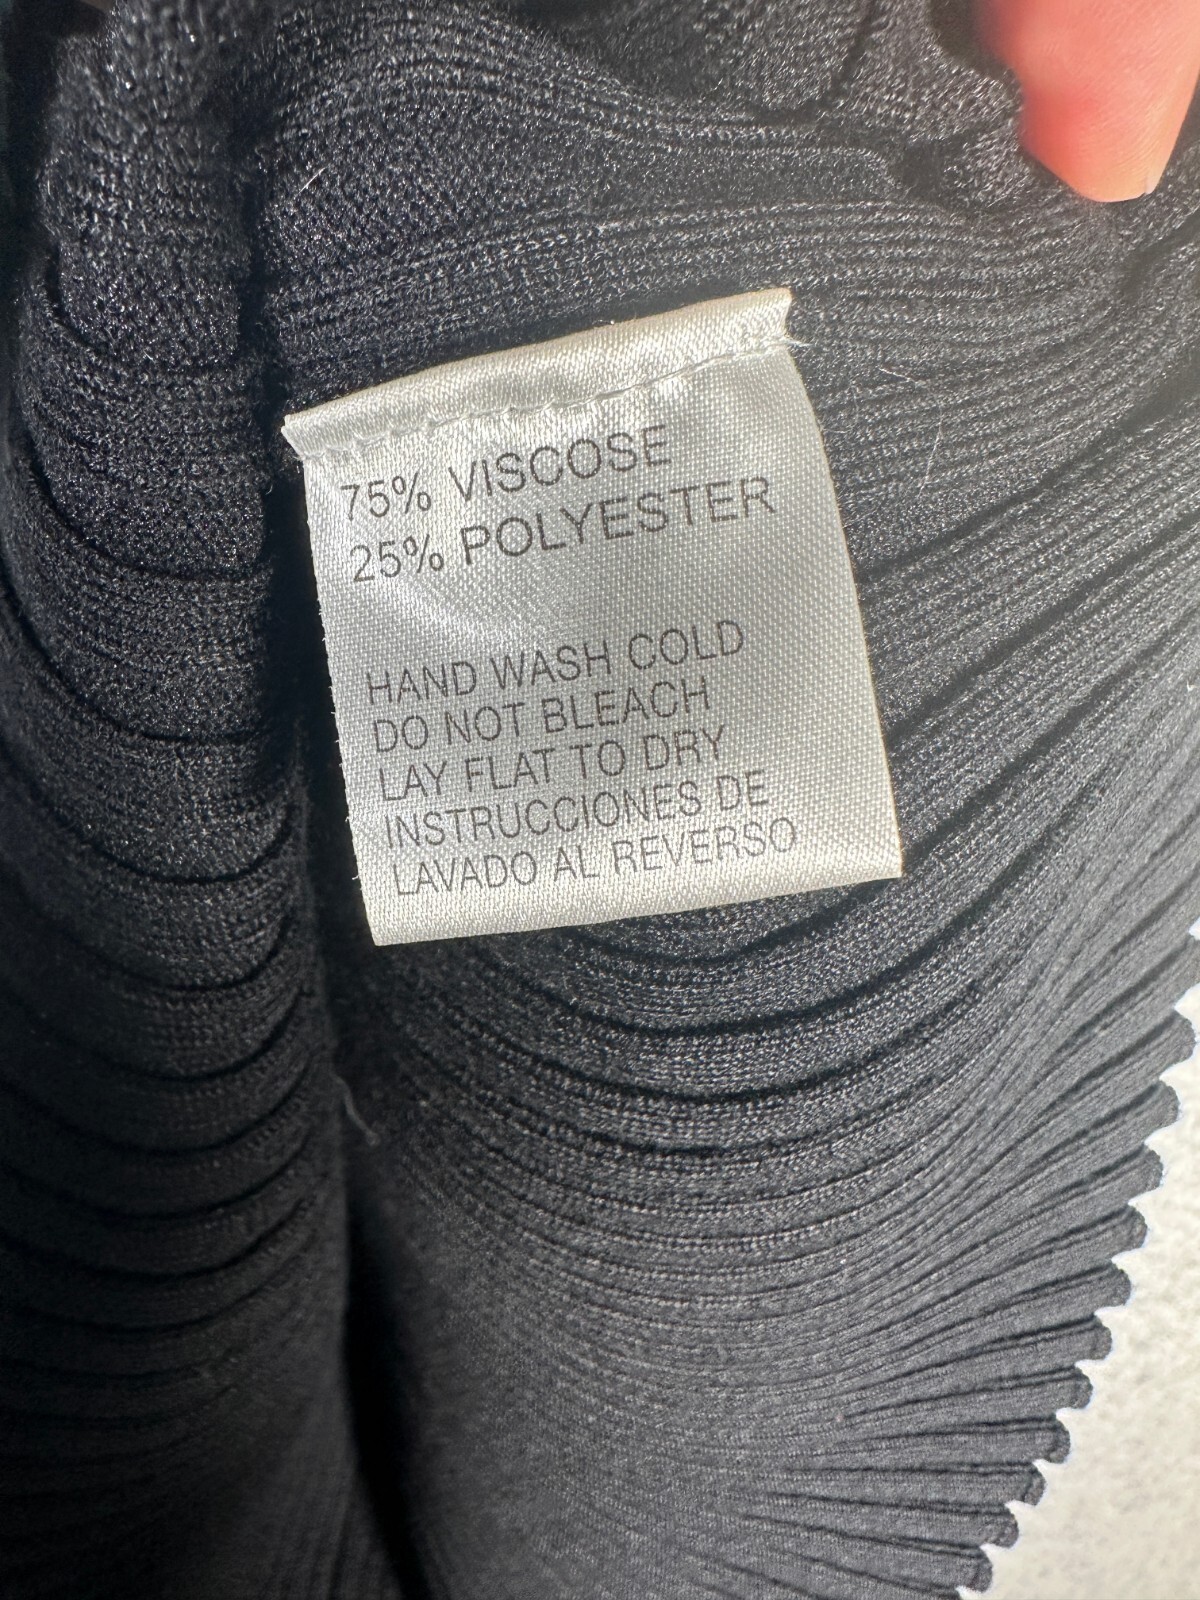 75% VISCOSE
25% POLYESTER
HAND WASH COLD
DO NOT BLEACH
LAY FLAT TO DRY
INSTRUCCIONES DE
LAVADO AL REVERSO